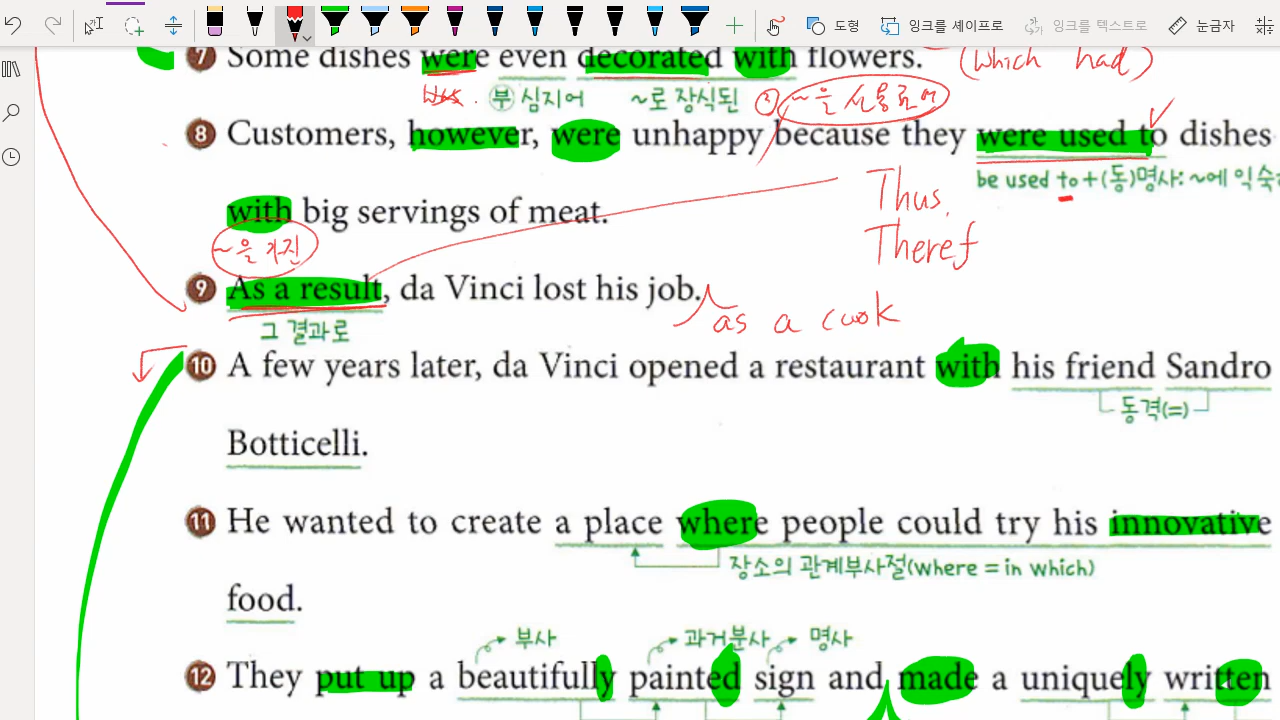 도형 잉크를 셰이프로 잉크를 텍스트로 눈금자
7 Some dishes were even decorated with flowers. (which had)
was. 부 심지어 ~로 장식된
8 Customers, however, were unhappy because they were used to dishes
be used to+(동)명사: ~에 익숙
Thus,
with big servings of meat.
Theref
~을 가진
9 As a result, da Vinci lost his job.
as a cook
그 결과로
10 A few years later, da Vinci opened a restaurant with his friend Sandro
동격(=)
Botticelli.
11 He wanted to create a place where people could try his innovative
장소의 관계부사절(where = in which)
food.
부사 과거분사 명사
12 They put up a beautifully painted sign and made a uniquely written